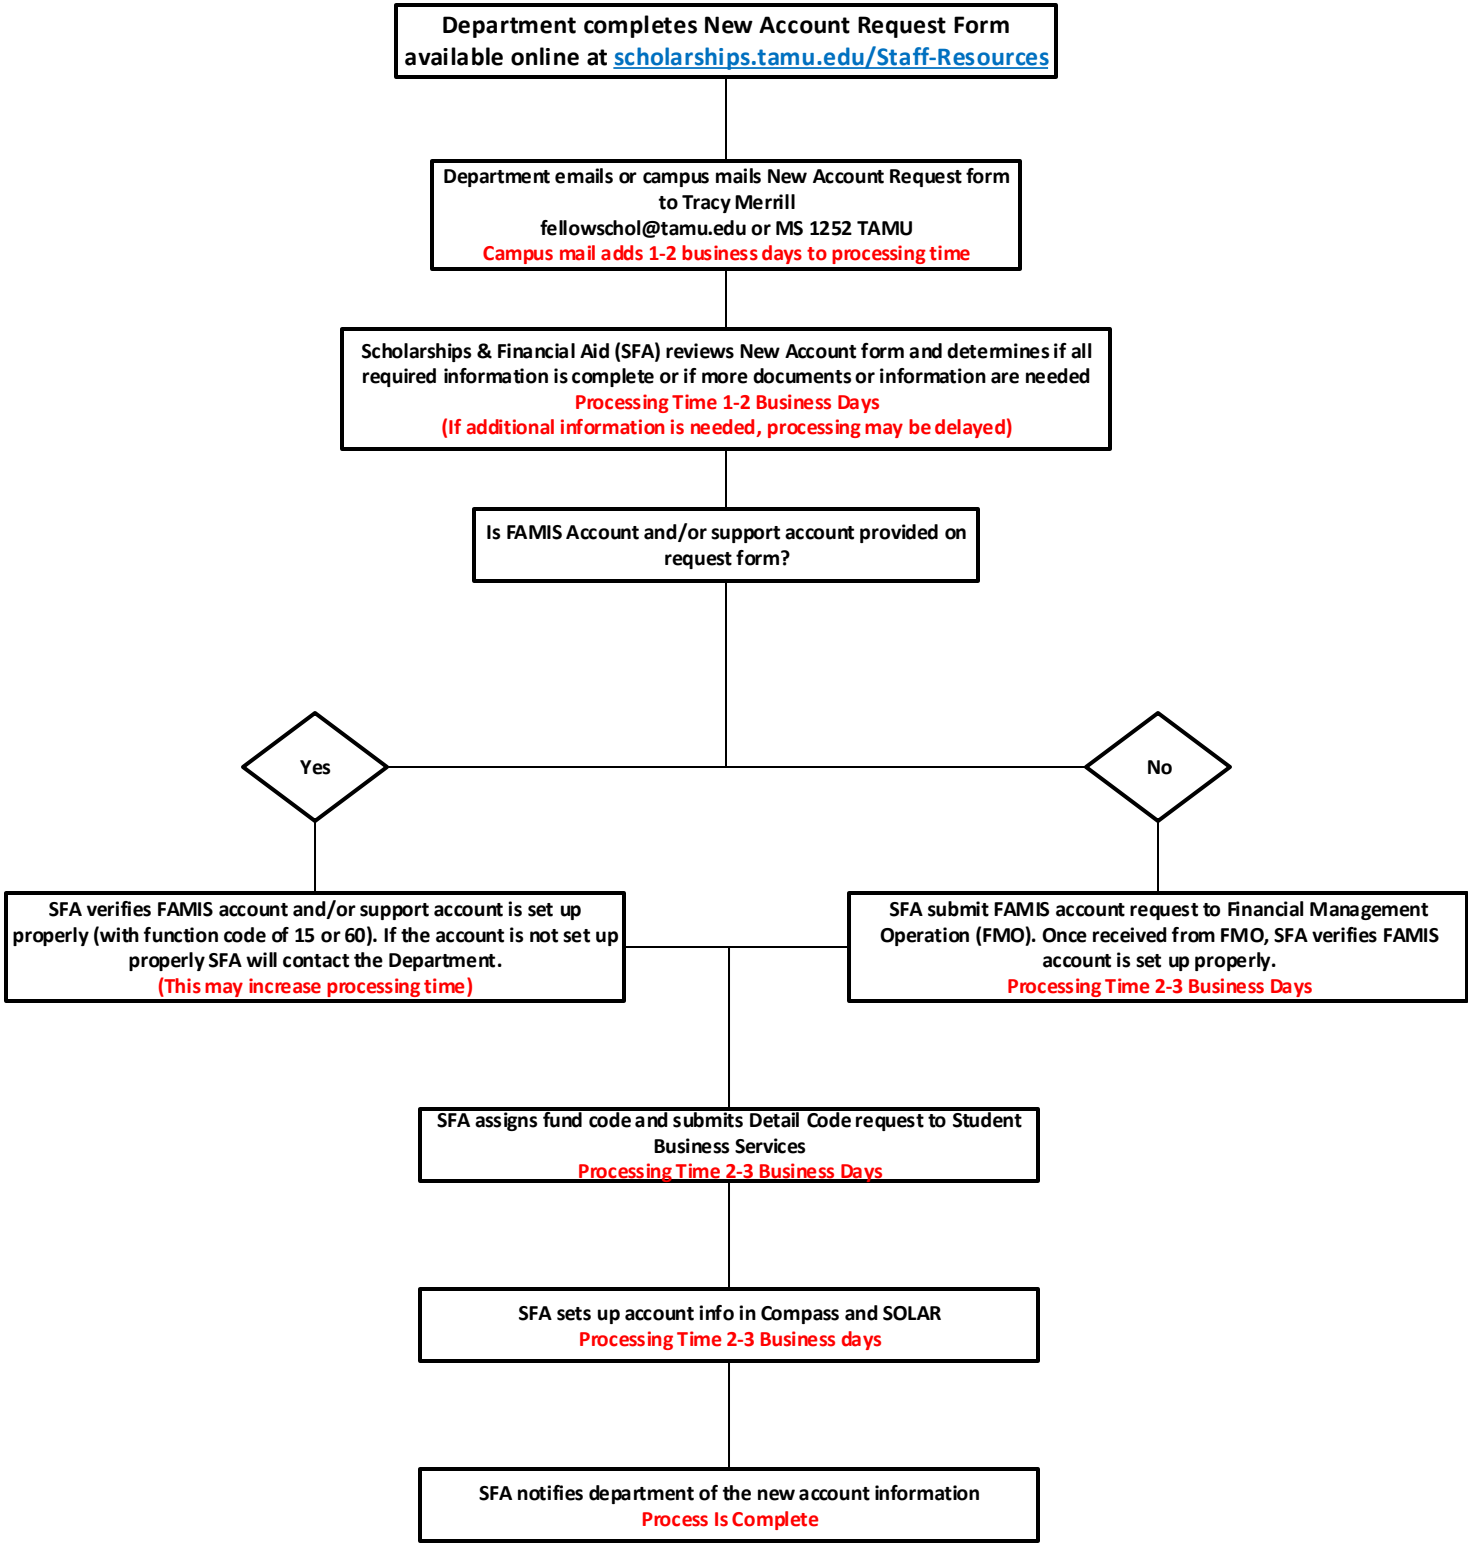 Department completes New Account Request Form
available online at scholarships.tamu.edu/Staff-Resources
Department emails or campus mails New Account Request form
to Tracy Merrill
fellowschol@tamu.edu or MS 1252 TAMU
Campus mail adds 1-2 business days to processing time
Scholarships & Financial Aid (SFA) reviews New Account form and determines if all
required information is complete or if more documents or information are needed
Processing Time 1-2 Business Days
(If additional information is needed, processing may be delayed)
Is FAMIS Account and/or support account provided on
request form?
Yes
No
SFA verifies FAMIS account and/or support account is set up
properly (with function code of 15 or 60). If the account is not set up
properly SFA will contact the Department.
(This may increase processing time)
SFA submit FAMIS account request to Financial Management
Operation (FMO). Once received from FMO, SFA verifies FAMIS
account is set up properly.
Processing Time 2-3 Business Days
SFA assigns fund code and submits Detail Code request to Student
Business Services
Processing Time 2-3 Business Days
SFA sets up account info in Compass and SOLAR
Processing Time 2-3 Business days
SFA notifies department of the new account information
Process Is Complete